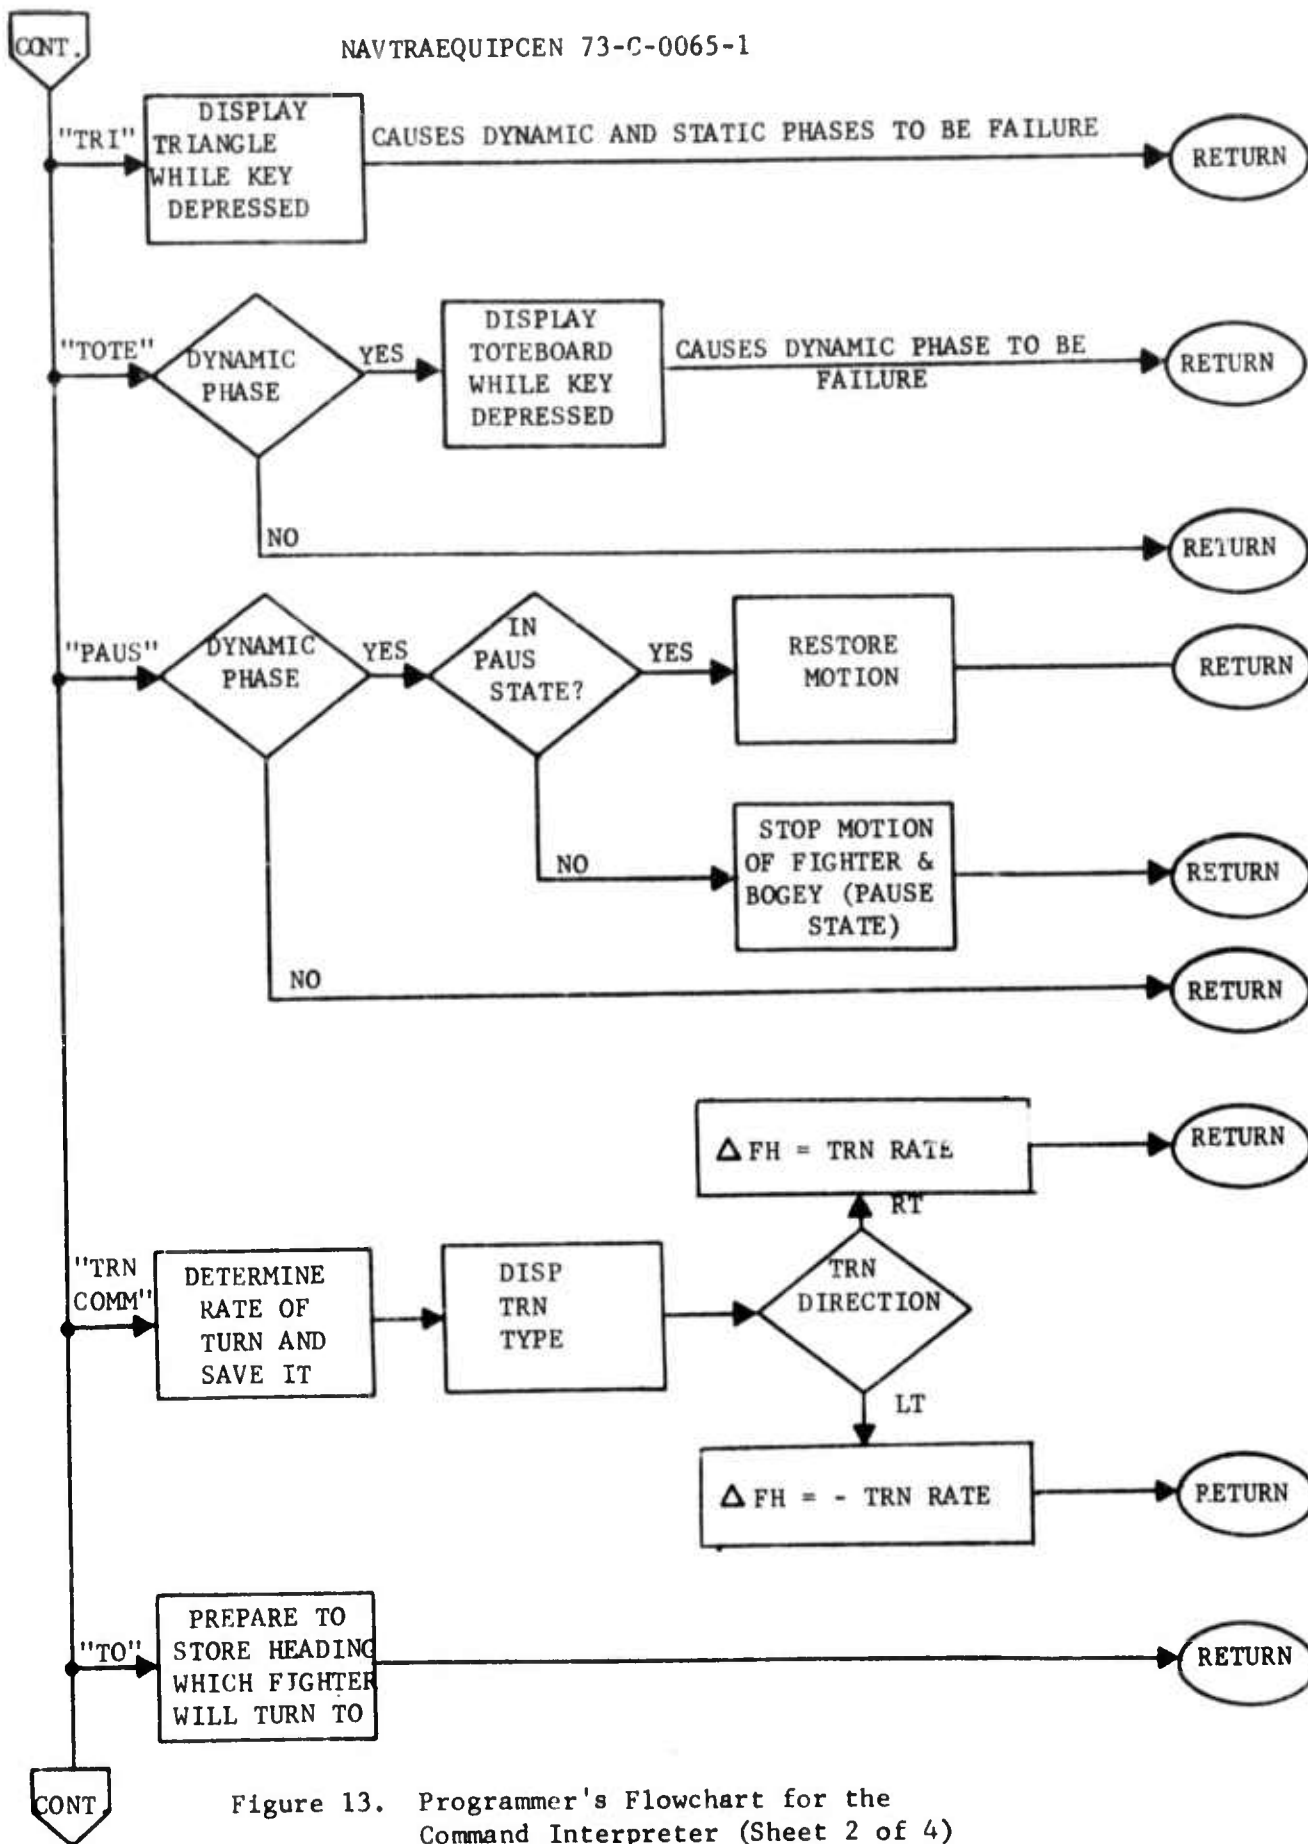 CONT.
NAVTRAEQUIPCEN 73-C-0065-1
"TRI"
DISPLAY
TRIANGLE
WHILE KEY
DEPRESSED
CAUSES DYNAMIC AND STATIC PHASES TO BE FAILURE
RETURN
"TOTE"
DYNAMIC
PHASE
YES
DISPLAY
TOTEBOARD
WHILE KEY
DEPRESSED
CAUSES DYNAMIC PHASE TO BE
FAILURE
RETURN
NO
RETURN
"PAUS"
DYNAMIC
PHASE
YES
IN
PAUS
STATE?
YES
RESTORE
MOTION
RETURN
NO
STOP MOTION
OF FIGHTER &
BOGEY (PAUSE
STATE)
RETURN
NO
RETURN
Δ FH = TRN RATE
RETURN
RT
"TRN
COMM"
DETERMINE
RATE OF
TURN AND
SAVE IT
DISP
TRN
TYPE
TRN
DIRECTION
LT
Δ FH = - TRN RATE
RETURN
"TO"
PREPARE TO
STORE HEADING
WHICH FIGHTER
WILL TURN TO
RETURN
CONT.
Figure 13. Programmer's Flowchart for the
Command Interpreter (Sheet 2 of 4)